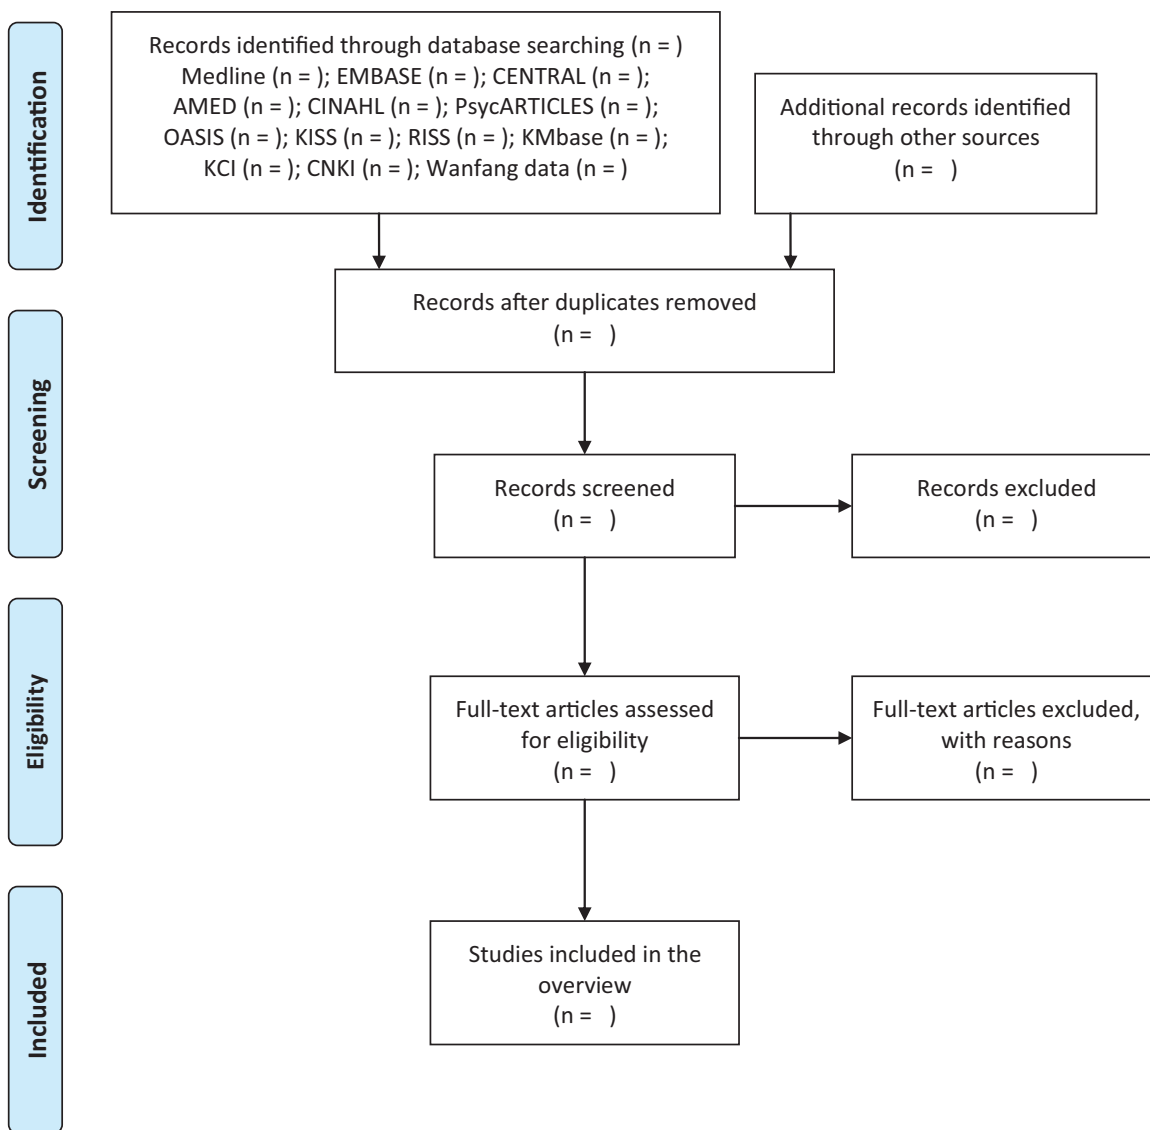 Identification
Records identified through database searching (n = )
Medline (n = ); EMBASE (n = ); CENTRAL (n = );
AMED (n = ); CINAHL (n = ); PsycARTICLES (n = );
OASIS (n = ); KISS (n = ); RISS (n = ); KMbase (n = );
KCI (n = ); CNKI (n = ); Wanfang data (n = )
Additional records identified
through other sources
(n =   )
Records after duplicates removed
(n =   )
Screening
Records screened
(n =   )
Records excluded
(n =   )
Eligibility
Full-text articles assessed
for eligibility
(n =   )
Full-text articles excluded,
with reasons
(n =   )
Included
Studies included in the
overview
(n =   )